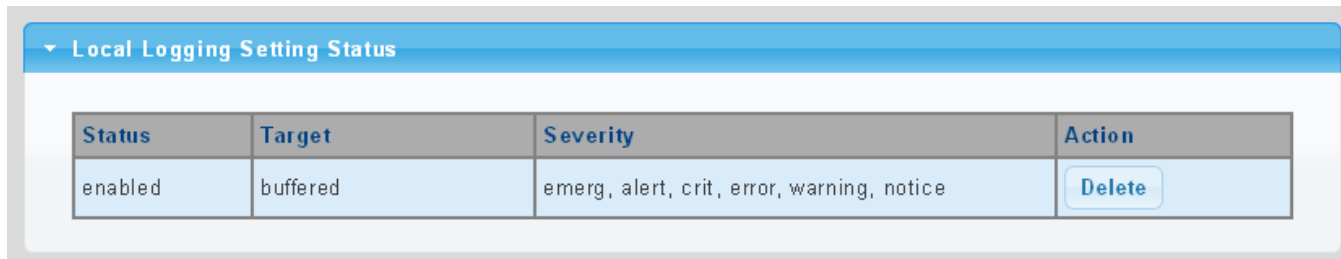 Local Logging Setting Status
Status Target Severity Action
enabled buffered emerg, alert, crit, error, warning, notice Delete